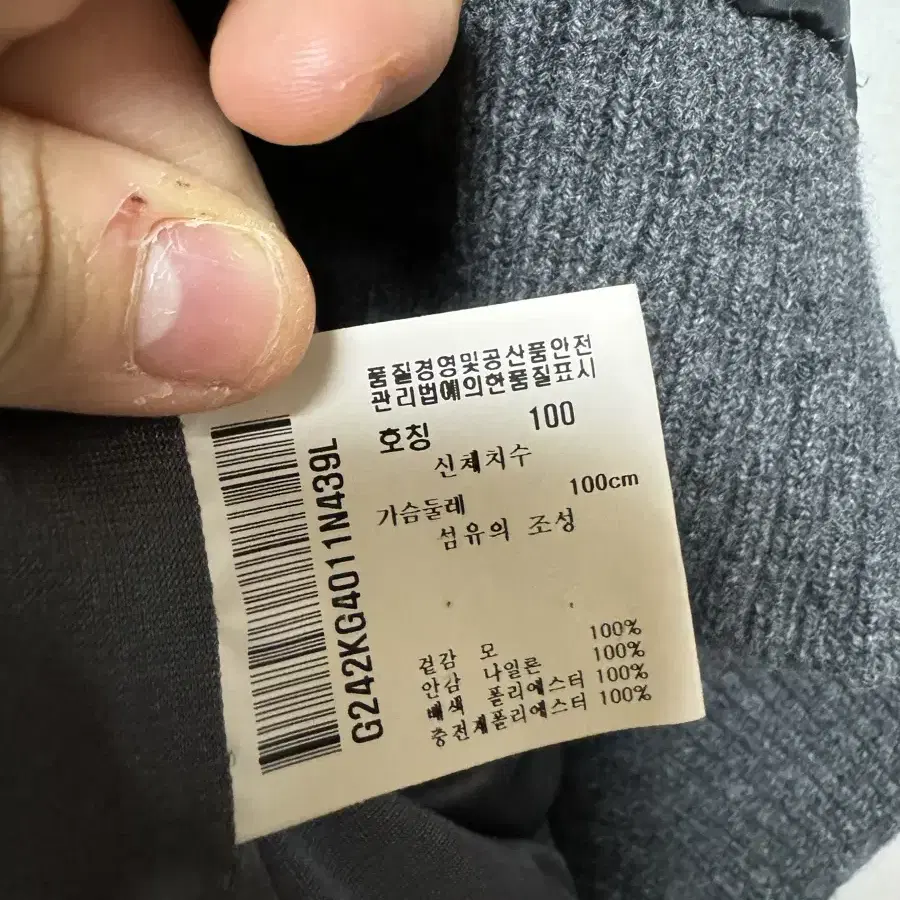 품질경영및공산품안전
관리법에의한품질표시
호칭 100
신체치수
가슴둘레 100cm
섬유의 조성
겉감 모 100%
안감 나일론 100%
배색 폴리에스터 100%
충전재폴리에스터 100%
G242KG4011N439L